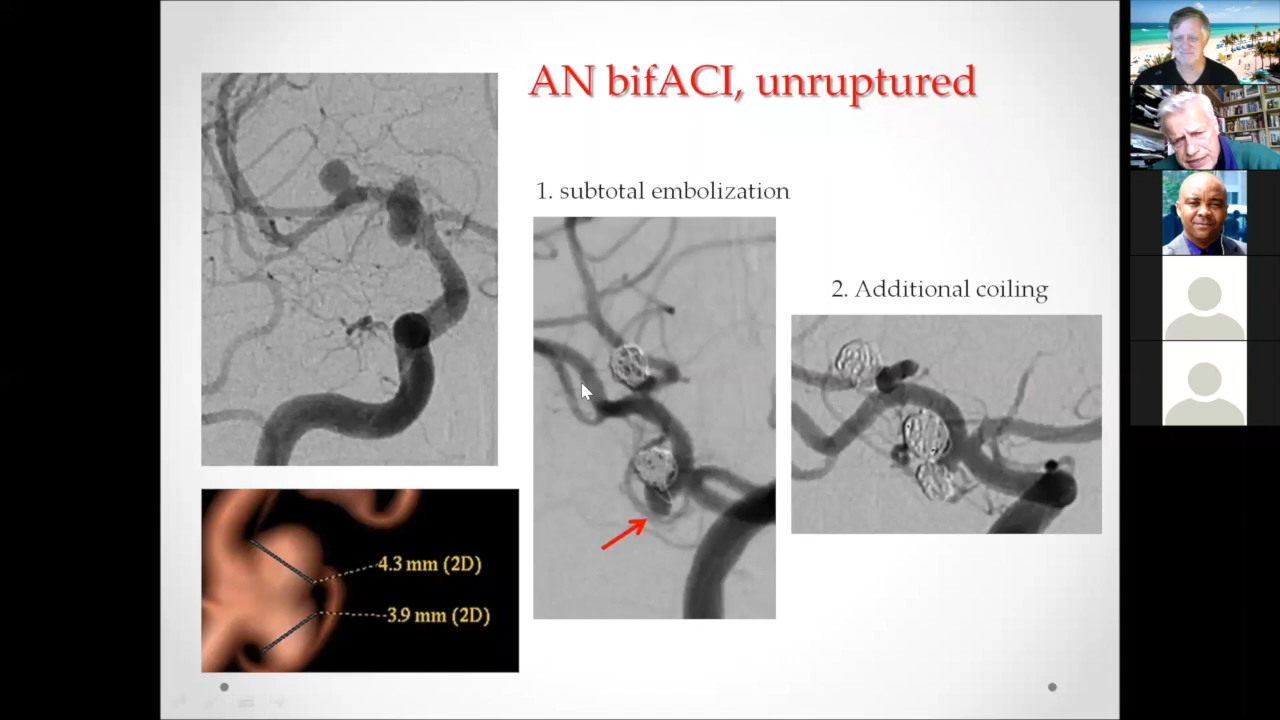 AN bifACI, unruptured
1. subtotal embolization
2. Additional coiling
4.3 mm (2D)
3.9 mm (2D)